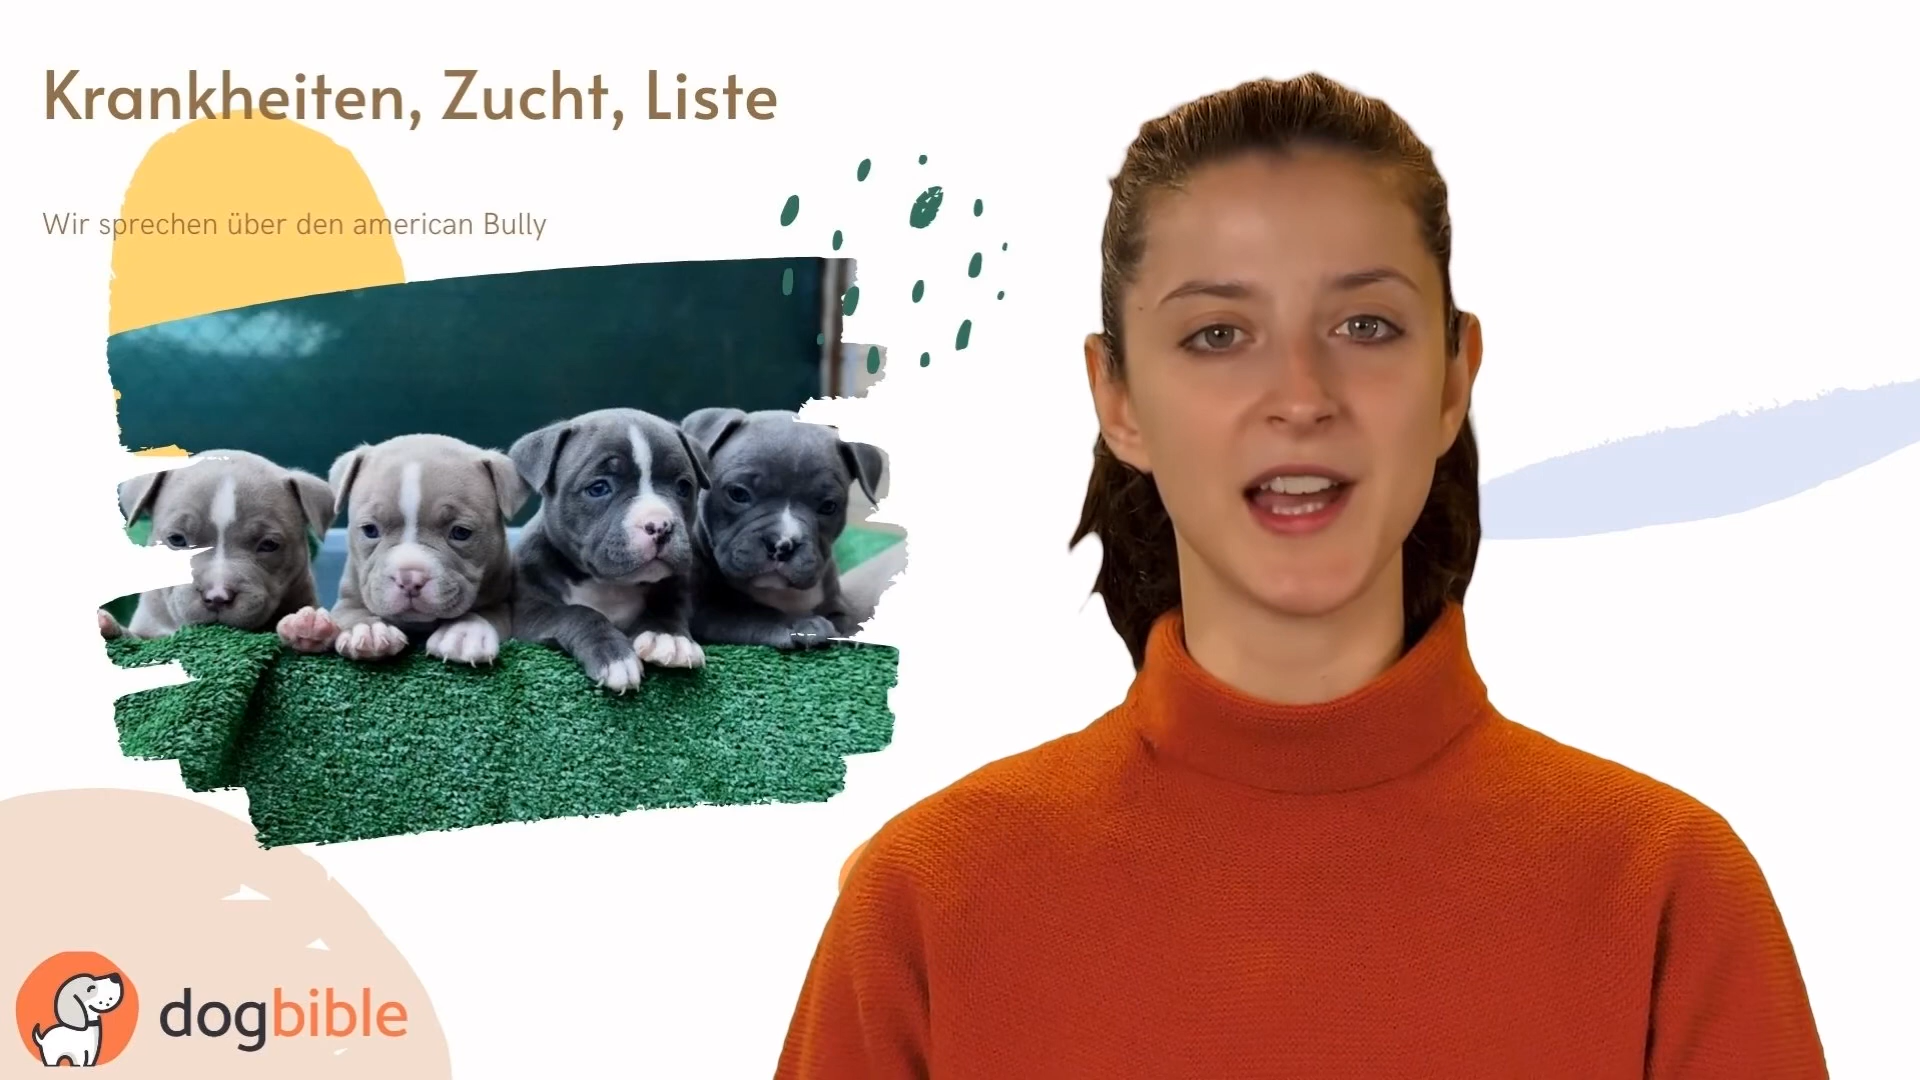 Krankheiten, Zucht, Liste
Wir sprechen über den american Bully
dogbible